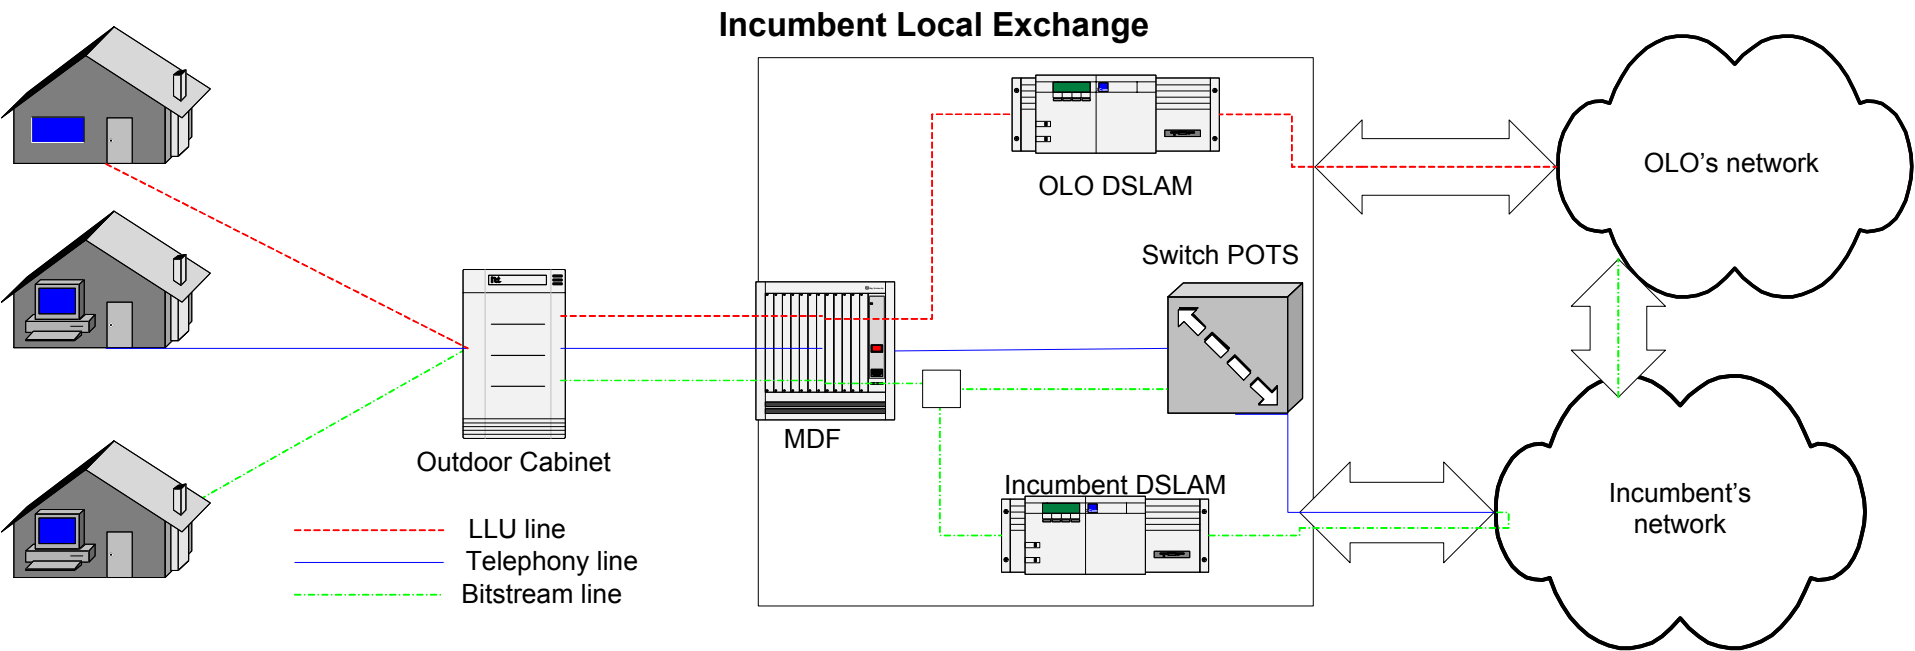 Incumbent Local Exchange
OLO DSLAM
OLO's network
Switch POTS
MDF
Outdoor Cabinet
Incumbent DSLAM
Incumbent's
network
LLU line
Telephony line
Bitstream line